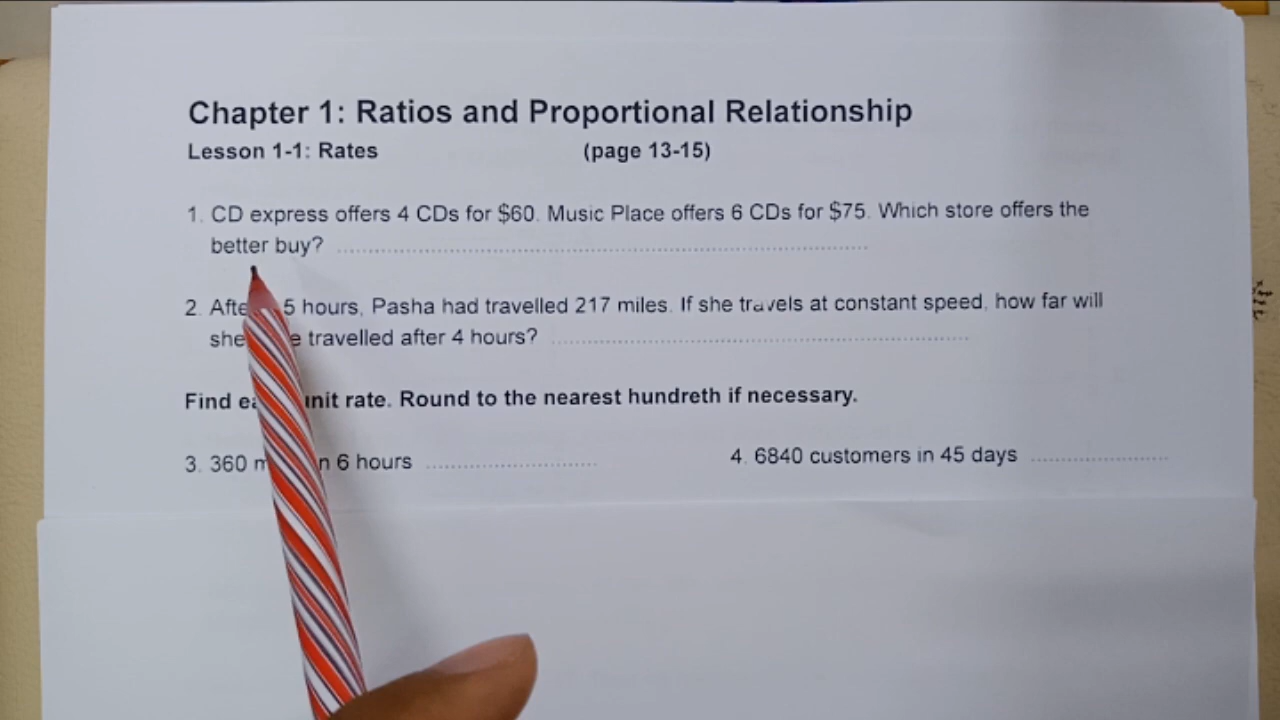 Chapter 1: Ratios and Proportional Relationship
Lesson 1-1: Rates (page 13-15)
1. CD express offers 4 CDs for $60. Music Place offers 6 CDs for $75. Which store offers the
better buy?
2. 5 hours, Pasha had travelled 217 miles. If she travels at constant speed, how far will
she travelled after 4 hours?
Find unit rate. Round to the nearest hundreth if necessary.
3. 360 6 hours
4. 6840 customers in 45 days